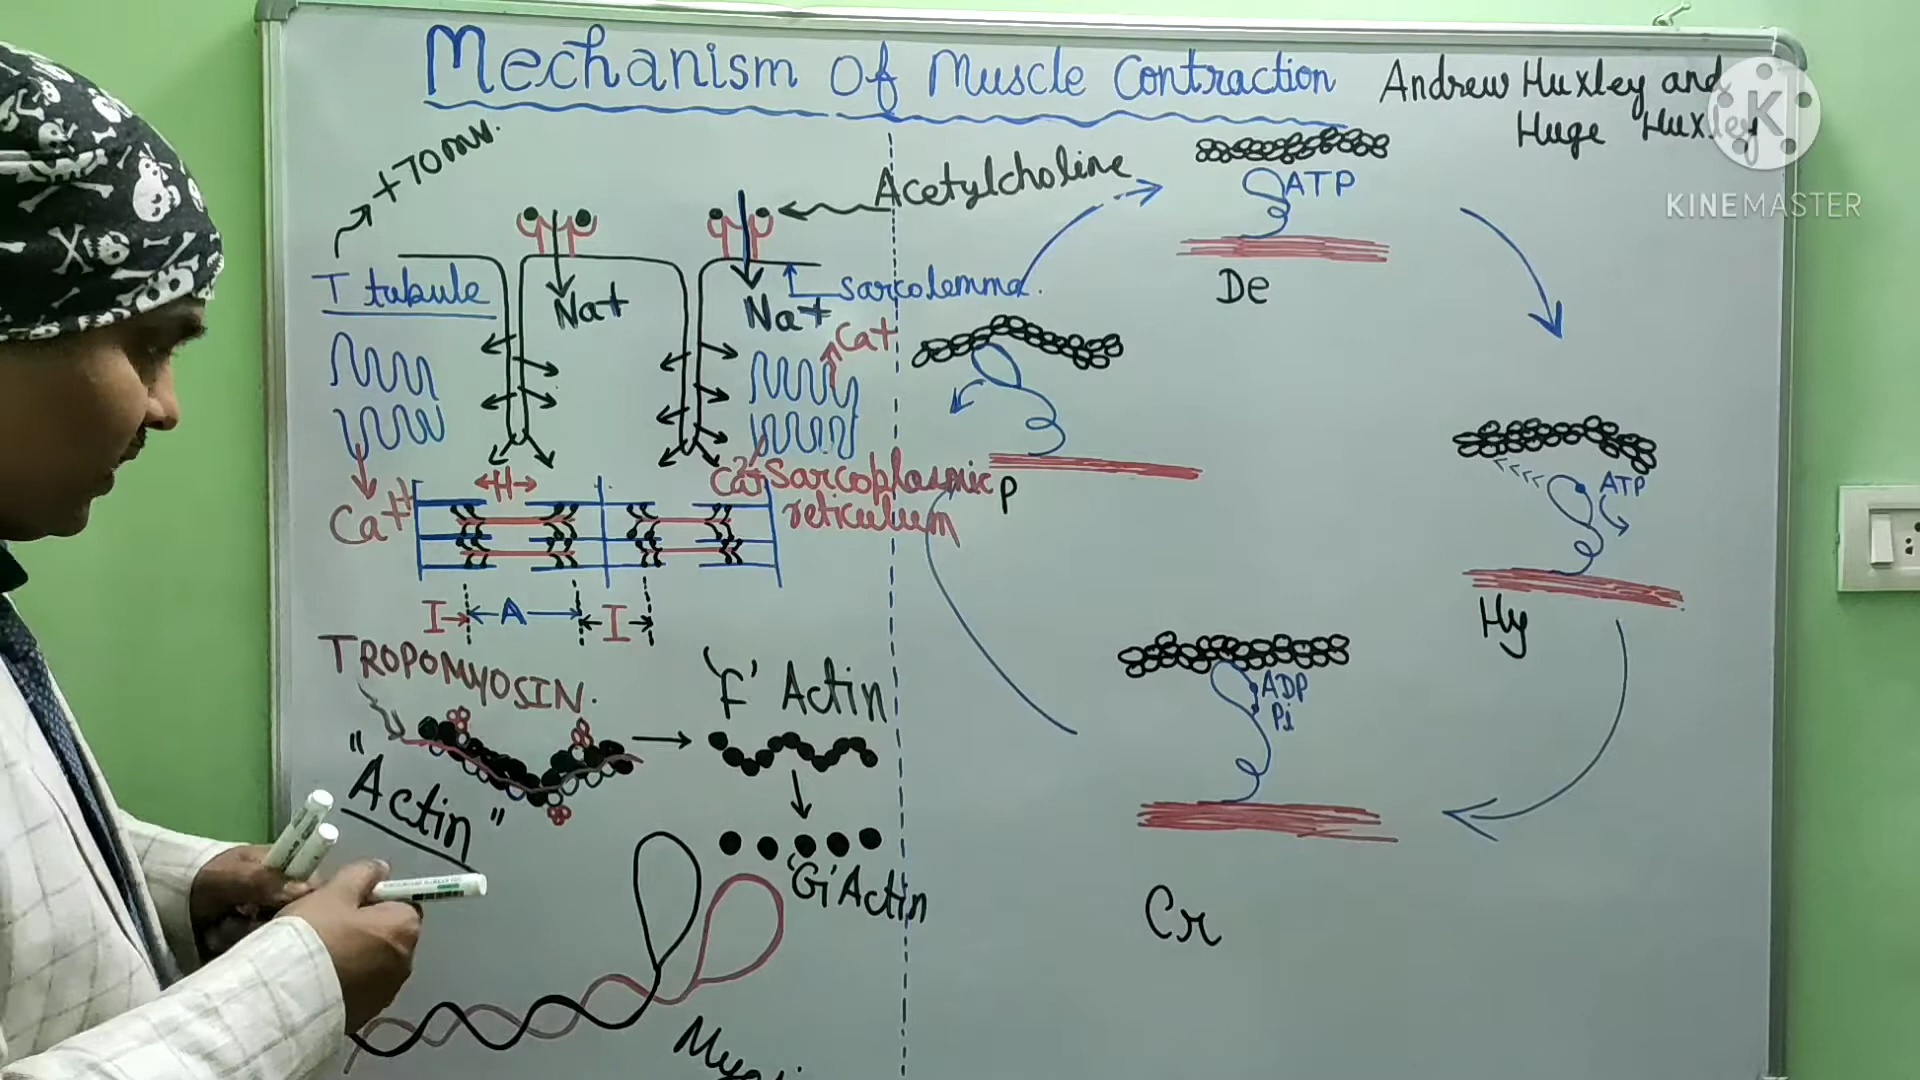 Mechanism of Muscle Contraction
Andrew Huxley and
Huge Huxley
K
KINEMASTER
+70mv.
Acetylcholine
T tubule
Na+
Na+
Sarcolemma.
Ca+
Ca++
H
Ca2+
Sarcoplasmic
reticulum
I
A
I
TROPOMYOSIN.
"Actin"
'F' Actin
'G' Actin
ATP
De
ATP
Hy
ADP
Pi
Cr
P